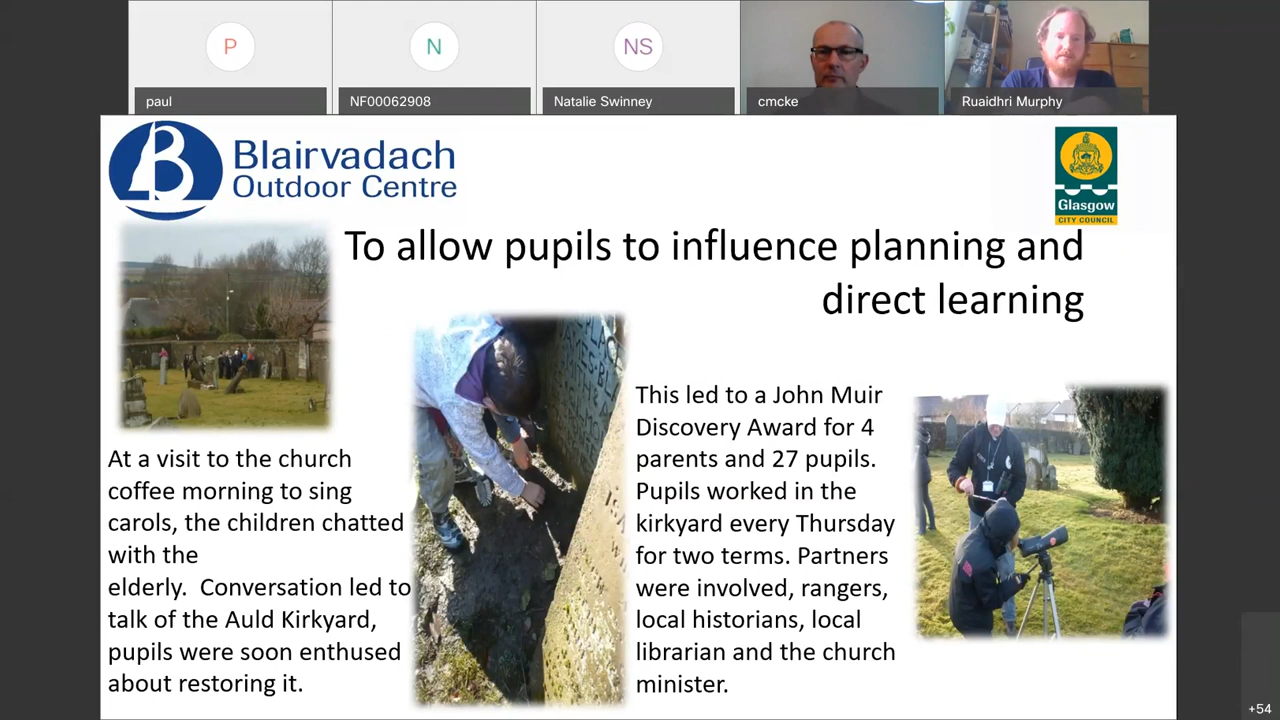 P
N
NS
paul
NF00062908
Natalie Swinney
cmcke
Ruaidhri Murphy
Blairvadach
Outdoor Centre
Glasgow
CITY COUNCIL
To allow pupils to influence planning and
direct learning
At a visit to the church
coffee morning to sing
carols, the children chatted
with the
elderly.  Conversation led to
talk of the Auld Kirkyard,
pupils were soon enthused
about restoring it.
This led to a John Muir
Discovery Award for 4
parents and 27 pupils.
Pupils worked in the
kirkyard every Thursday
for two terms. Partners
were involved, rangers,
local historians, local
librarian and the church
minister.
+54